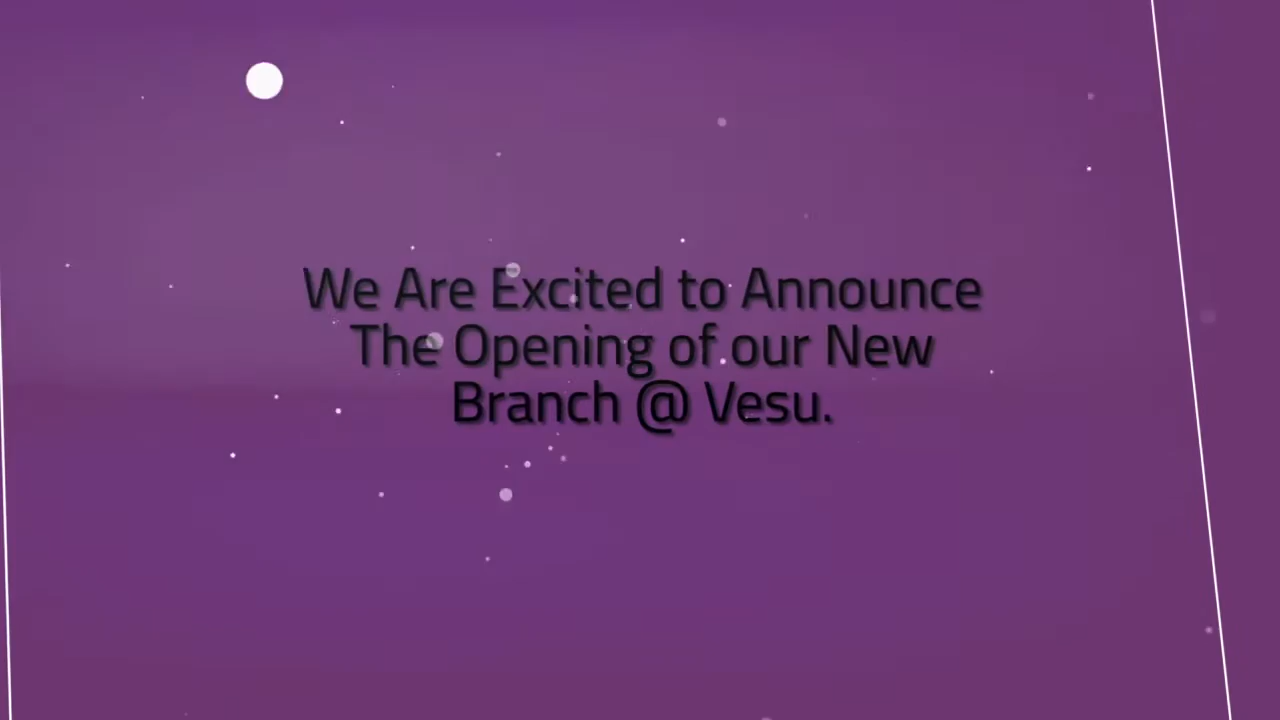 We Are Excited to Announce
The Opening of our New
Branch @ Vesu.